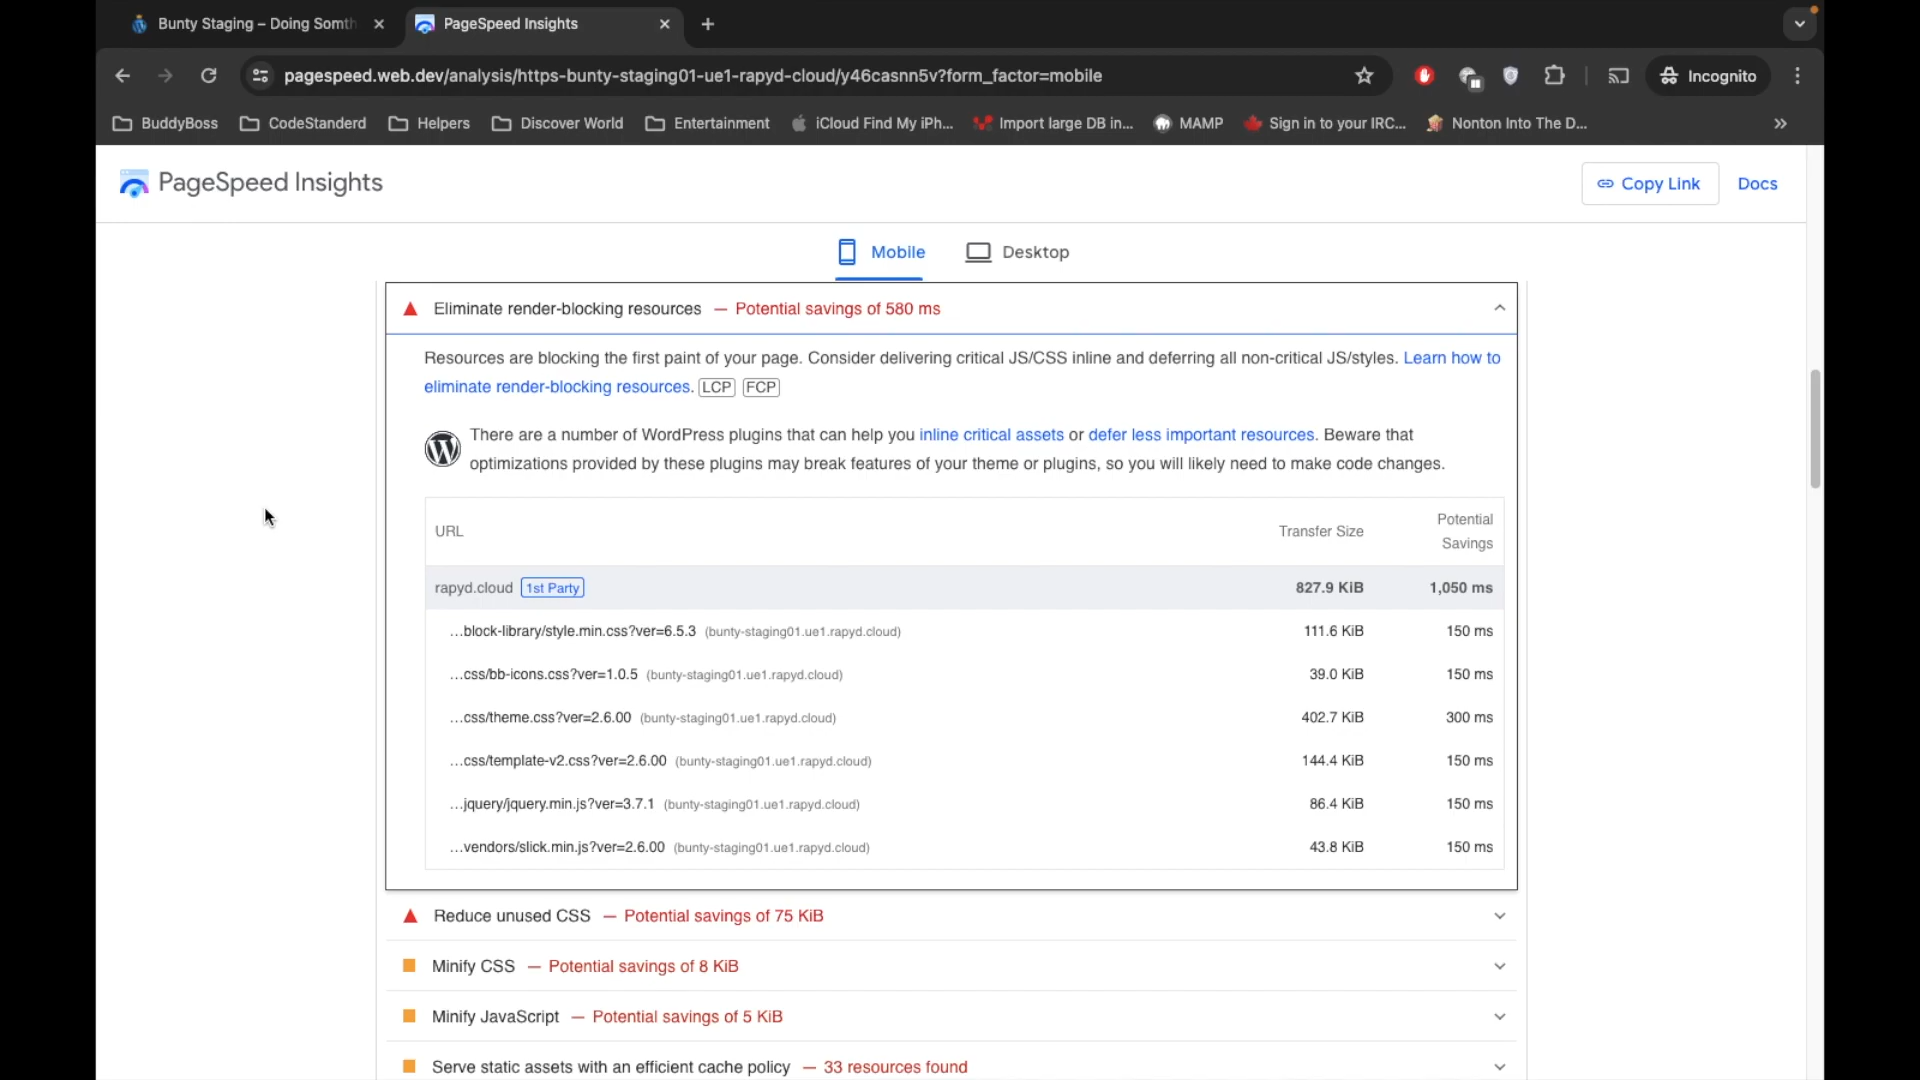 Bunty Staging – Doing Somth
PageSpeed Insights
pagespeed.web.dev/analysis/https-bunty-staging01-ue1-rapyd-cloud/y46casnn5v?form_factor=mobile
Incognito
BuddyBoss
CodeStanderd
Helpers
Discover World
Entertainment
iCloud Find My iPh...
Import large DB in...
MAMP
Sign in to your IRC...
Nonton Into The D...
PageSpeed Insights
Copy Link
Docs
Mobile
Desktop
Eliminate render-blocking resources — Potential savings of 580 ms
Resources are blocking the first paint of your page. Consider delivering critical JS/CSS inline and deferring all non-critical JS/styles. Learn how to
eliminate render-blocking resources. LCP FCP
There are a number of WordPress plugins that can help you inline critical assets or defer less important resources. Beware that
optimizations provided by these plugins may break features of your theme or plugins, so you will likely need to make code changes.
URL
Transfer Size
Potential
Savings
rapyd.cloud 1st Party 827.9 KiB 1,050 ms
…block-library/style.min.css?ver=6.5.3 (bunty-staging01.ue1.rapyd.cloud) 111.6 KiB 150 ms
…css/bb-icons.css?ver=1.0.5 (bunty-staging01.ue1.rapyd.cloud) 39.0 KiB 150 ms
…css/theme.css?ver=2.6.00 (bunty-staging01.ue1.rapyd.cloud) 402.7 KiB 300 ms
…css/template-v2.css?ver=2.6.00 (bunty-staging01.ue1.rapyd.cloud) 144.4 KiB 150 ms
…jquery/jquery.min.js?ver=3.7.1 (bunty-staging01.ue1.rapyd.cloud) 86.4 KiB 150 ms
…vendors/slick.min.js?ver=2.6.00 (bunty-staging01.ue1.rapyd.cloud) 43.8 KiB 150 ms
Reduce unused CSS — Potential savings of 75 KiB
Minify CSS — Potential savings of 8 KiB
Minify JavaScript — Potential savings of 5 KiB
Serve static assets with an efficient cache policy — 33 resources found